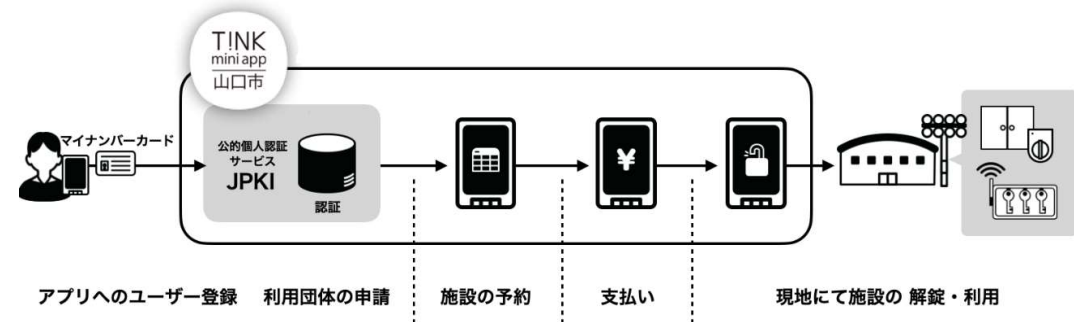 T!NK
mini app
山口市
マイナンバーカード
公的個人認証
サービス
JPKI
認証
¥
アプリへのユーザー登録
利用団体の申請
施設の予約
支払い
現地にて施設の 解錠・利用